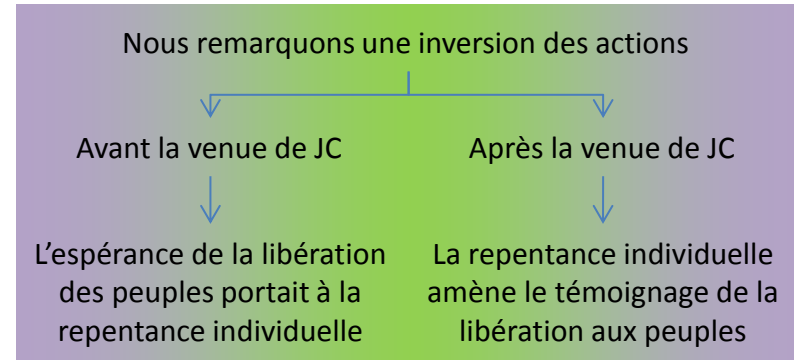 Nous remarquons une inversion des actions
Avant la venue de JC
Après la venue de JC
L'espérance de la libération
des peuples portait à la
repentance individuelle
La repentance individuelle
amène le témoignage de la
libération aux peuples